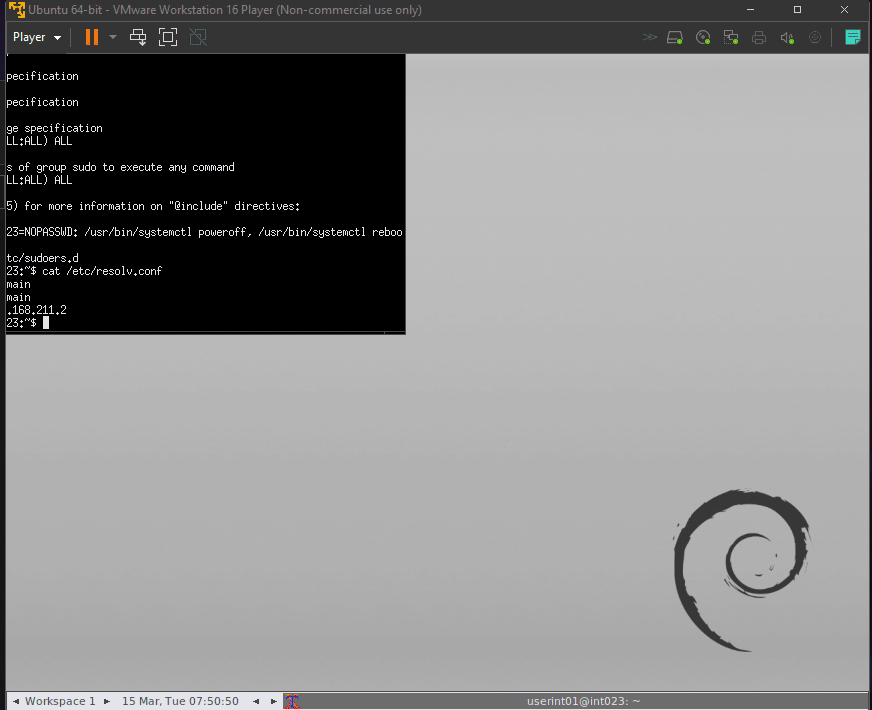 Ubuntu 64-bit - VMware Workstation 16 Player (Non-commercial use only)
Player
pecification
pecification
ge specification
LL:ALL) ALL
s of group sudo to execute any command
LL:ALL) ALL
5) for more information on "@include" directives:
23=NOPASSWD: /usr/bin/systemctl poweroff, /usr/bin/systemctl reboo
tc/sudoers.d
23:~$ cat /etc/resolv.conf
main
main
.168.211.2
23:~$
Workspace 1 15 Mar, Tue 07:50:50 userint01@int023: ~